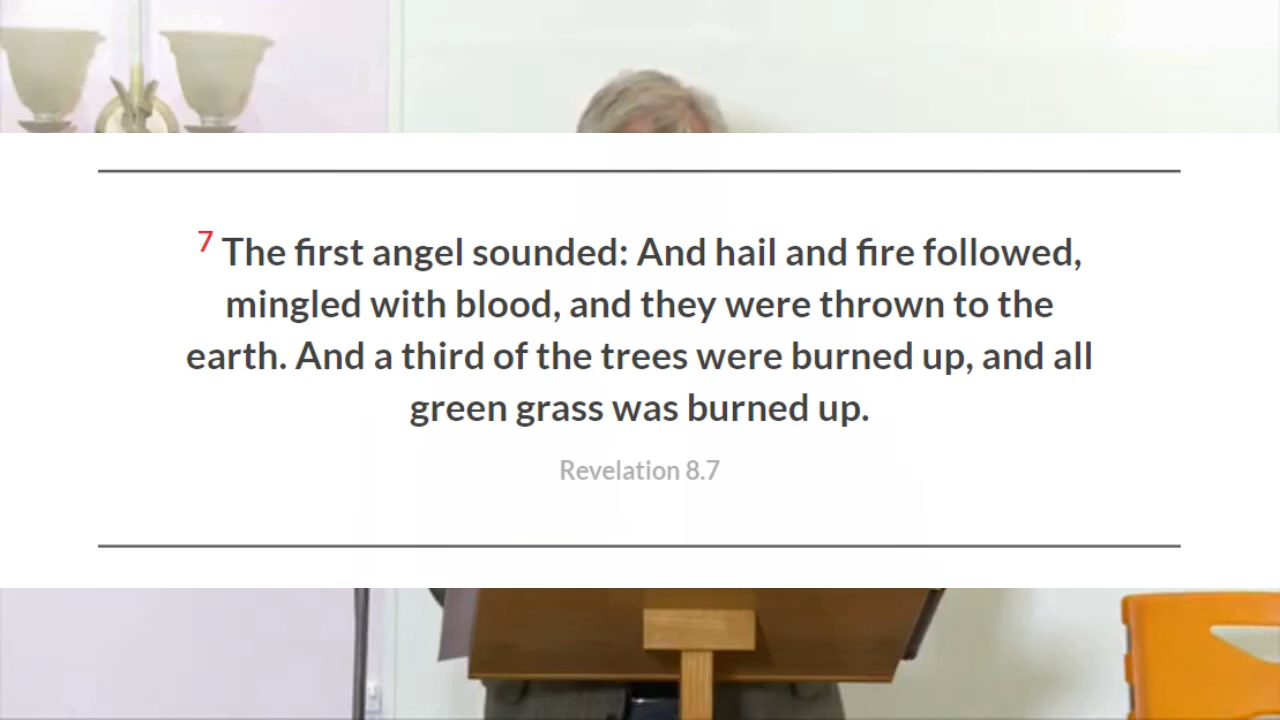 7 The first angel sounded: And hail and fire followed,
mingled with blood, and they were thrown to the
earth. And a third of the trees were burned up, and all
green grass was burned up.
Revelation 8.7